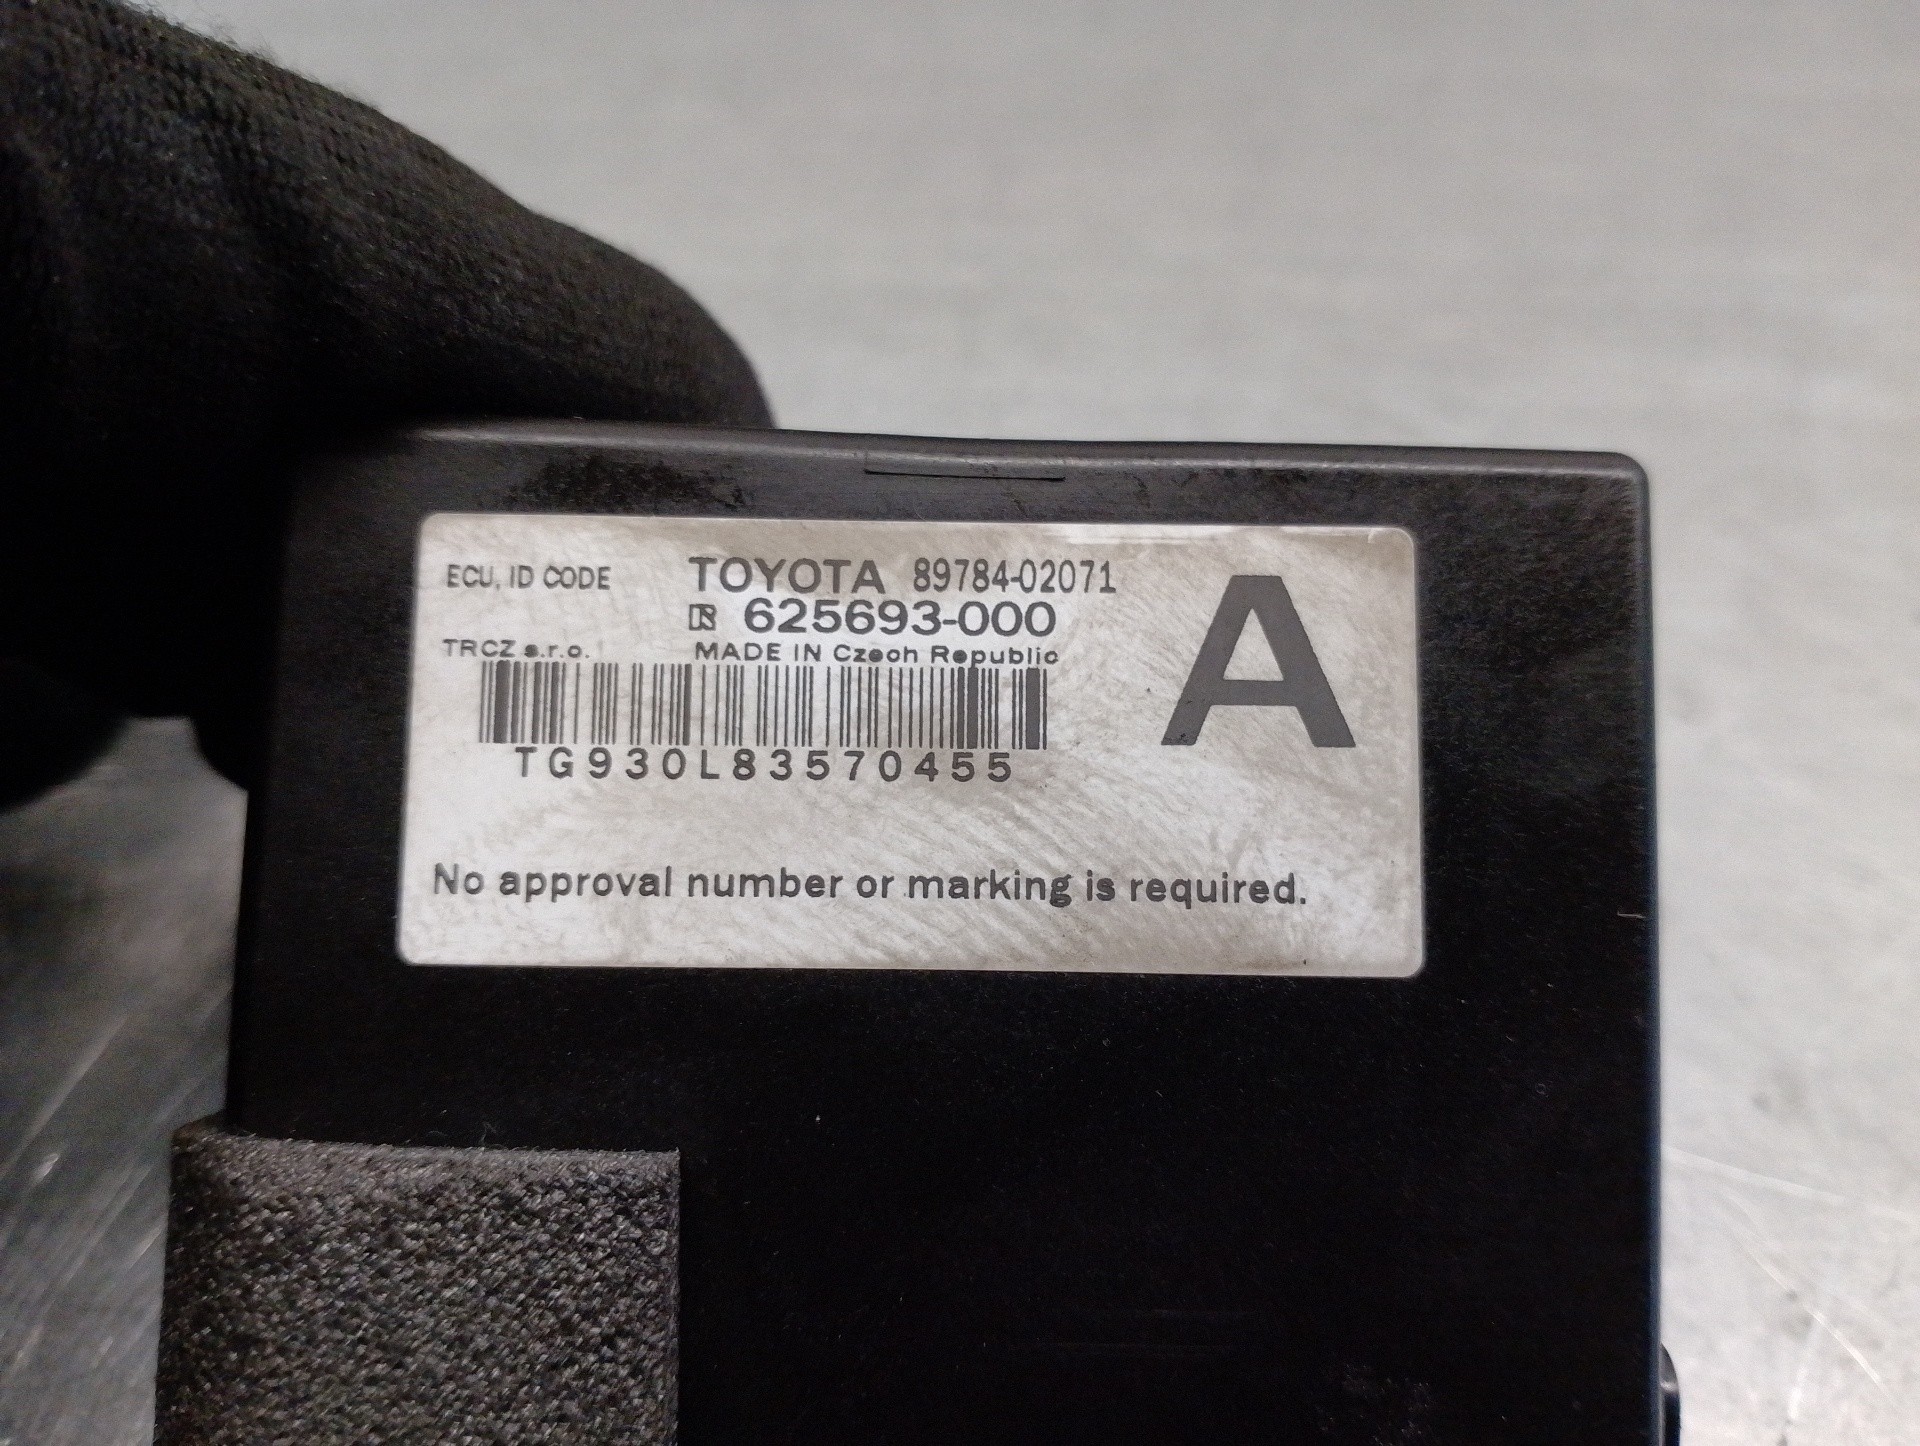 ECU, ID CODE TOYOTA 89784-02071
625693-000
TRCZ s.r.o. MADE IN Czech Republic
A
TG930L83570455
No approval number or marking is required.